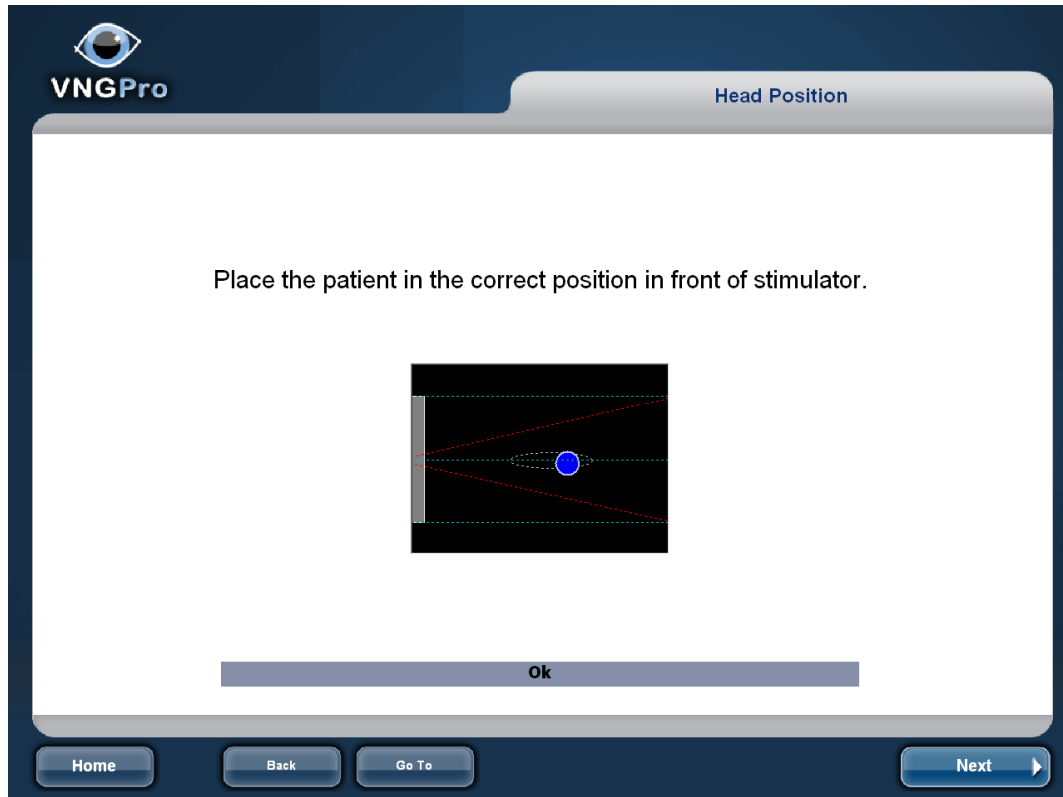 VNGPro
Head Position
Place the patient in the correct position in front of stimulator.
Ok
Home
Back
Go To
Next